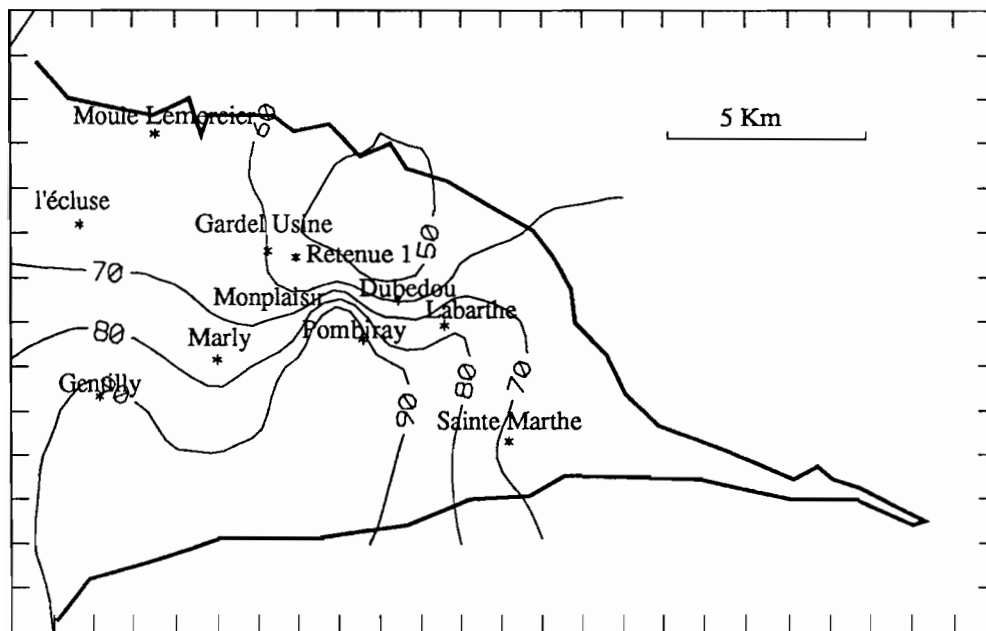 Moule Lemercier
60
5 Km
l'écluse
Gardel Usine
Retenue 1
50
70
Monplaisir
Dubedou
80
Marly
Pombiray
Labarthe
Gentilly
90
90
80
70
Sainte Marthe